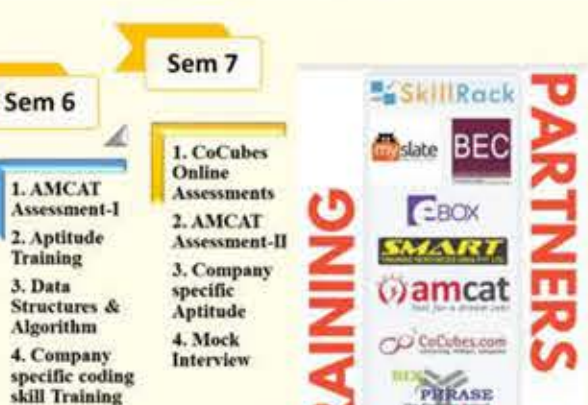 Sem 6
1. AMCAT
Assessment-I
2. Aptitude
Training
3. Data
Structures &
Algorithm
4. Company
specific coding
skill Training
Sem 7
1. CoCubes
Online
Assessments
2. AMCAT
Assessment-II
3. Company
specific
Aptitude
4. Mock
Interview
RAINING
SkillRack
myslate
BEC
EBOX
SMART
amcat
CoCubes.com
PHRASE
PARTNERS